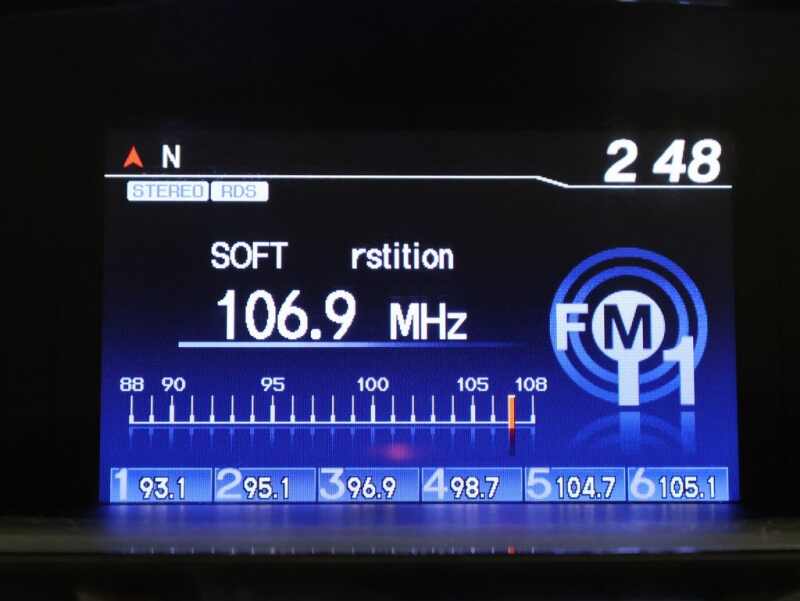 N 2 48
STEREO RDS
SOFT rstition
106.9 MHz
FM 1
88 90 95 100 105 108
1 93.1 2 95.1 3 96.9 4 98.7 5 104.7 6 105.1